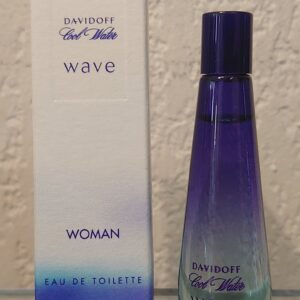 DAVIDOFF
Cool Water
wave
WOMAN
EAU DE TOILETTE
DAVIDOFF
Cool Water